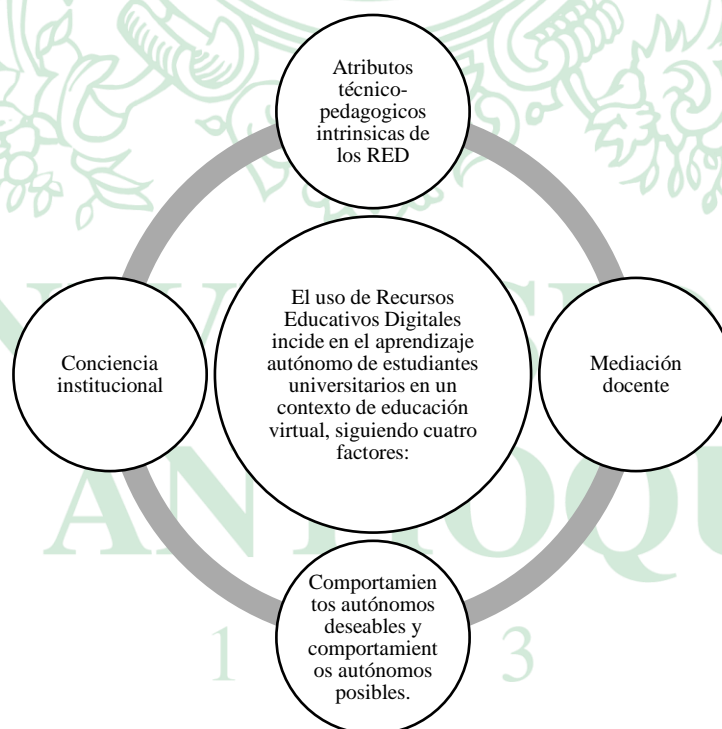 Atributos
técnico-
pedagogicos
intrinsicas de
los RED
El uso de Recursos
Educativos Digitales
incide en el aprendizaje
autónomo de estudiantes
universitarios en un
contexto de educación
virtual, siguiendo cuatro
factores:
Conciencia
institucional
Mediación
docente
Comportamien
tos autónomos
deseables y
comportamient
os autónomos
posibles.
1
3